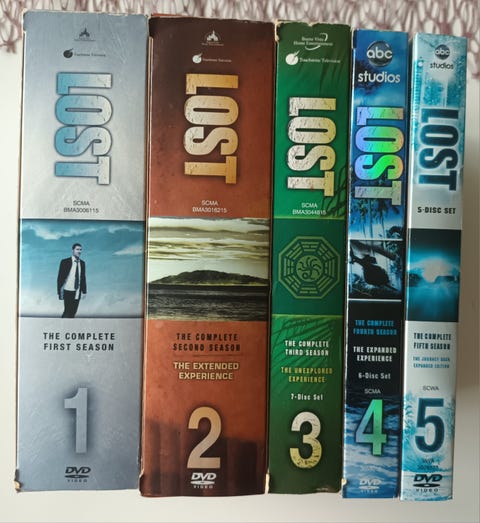 Touchstone Television
LOST
SCMA
BMA3006115
THE COMPLETE
FIRST SEASON
1
DVD
VIDEO
Touchstone Television
LOST
SCMA
BMA3016215
THE COMPLETE
SECOND SEASON
THE EXTENDED
EXPERIENCE
2
DVD
VIDEO
Buena Vista
Home Entertainment
Touchstone Television
LOST
SCMA
BMA3044815
THE COMPLETE
THIRD SEASON
THE UNEXPLORED
EXPERIENCE
7-Disc Set
3
DVD
VIDEO
abc
studios
LOST
THE COMPLETE
FOURTH SEASON
THE EXPANDED
EXPERIENCE
6-Disc Set
SCMA
4
DVD
VIDEO
abc
studios
LOST
5-DISC SET
THE COMPLETE
FIFTH SEASON
THE JOURNEY BACK
EXPANDED EDITION
SCWA
5
DVD
VIDEO